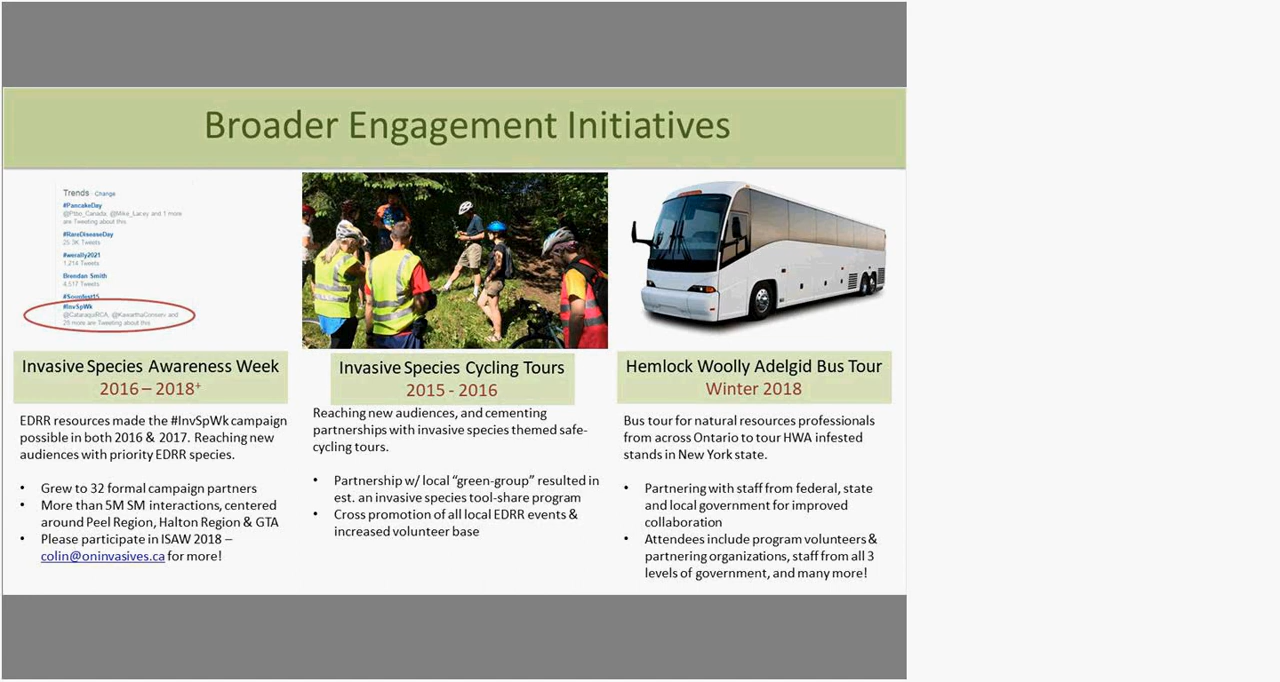 Broader Engagement Initiatives
Trends · Change
#PancakeDay
@Ptbo_Canada, @Mike_Lacey and 1 more
are Tweeting about this
#RareDiseaseDay
25.3K Tweets
#werally2021
1,214 Tweets
Brendan Smith
4,517 Tweets
#InvSpWk
@CataraquiRCA, @KawarthaConserv and
25 more are Tweeting about this
Invasive Species Awareness Week
2016 – 2018+
EDRR resources made the #InvSpWk campaign
possible in both 2016 & 2017. Reaching new
audiences with priority EDRR species.
• Grew to 32 formal campaign partners
• More than 5M SM interactions, centered
around Peel Region, Halton Region & GTA
• Please participate in ISAW 2018 –
colin@oninvasives.ca for more!
Invasive Species Cycling Tours
2015 - 2016
Reaching new audiences, and cementing
partnerships with invasive species themed safe-
cycling tours.
• Partnership w/ local “green-group” resulted in
est. an invasive species tool-share program
• Cross promotion of all local EDRR events &
increased volunteer base
Hemlock Woolly Adelgid Bus Tour
Winter 2018
Bus tour for natural resources professionals
from across Ontario to tour HWA infested
stands in New York state.
• Partnering with staff from federal, state
and local government for improved
collaboration
• Attendees include program volunteers &
partnering organizations, staff from all 3
levels of government, and many more!